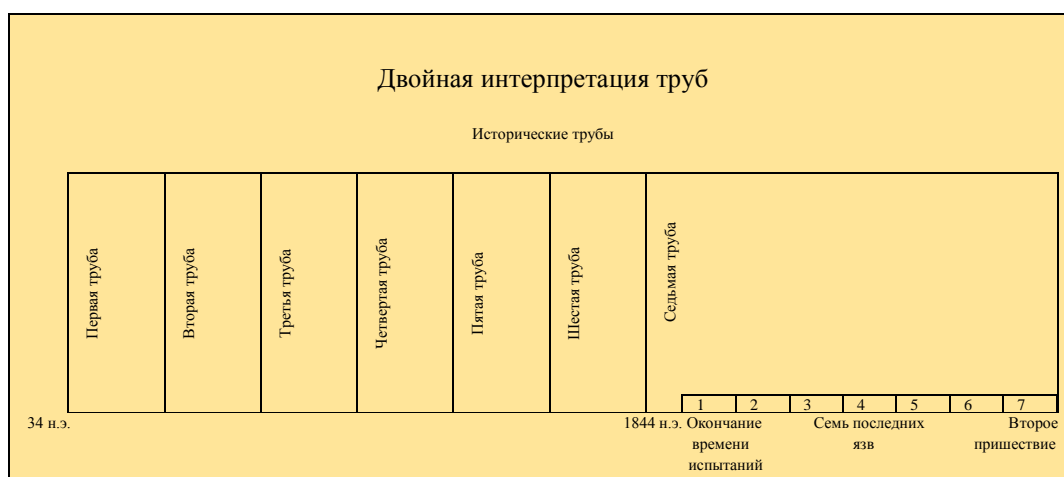 Двойная интерпретация труб
Исторические трубы
Первая труба
Вторая труба
Третья труба
Четвертая труба
Пятая труба
Шестая труба
Седьмая труба
1 2 3 4 5 6 7
34 н.э. 1844 н.э. Окончание Семь последних Второе
времени язв пришествие
испытаний